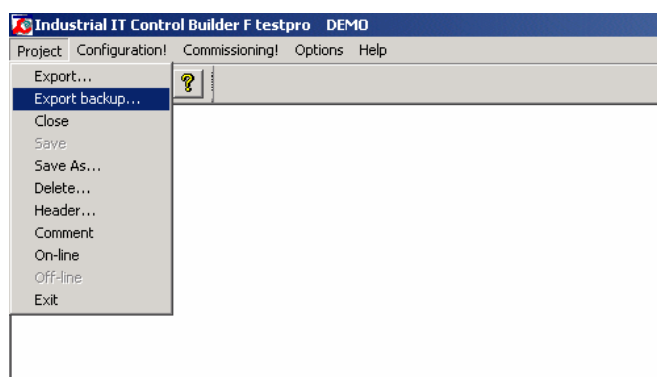 Industrial IT Control Builder F testpro DEMO
Project Configuration! Commissioning! Options Help
Export...
Export backup...
Close
Save
Save As...
Delete...
Header...
Comment
On-line
Off-line
Exit